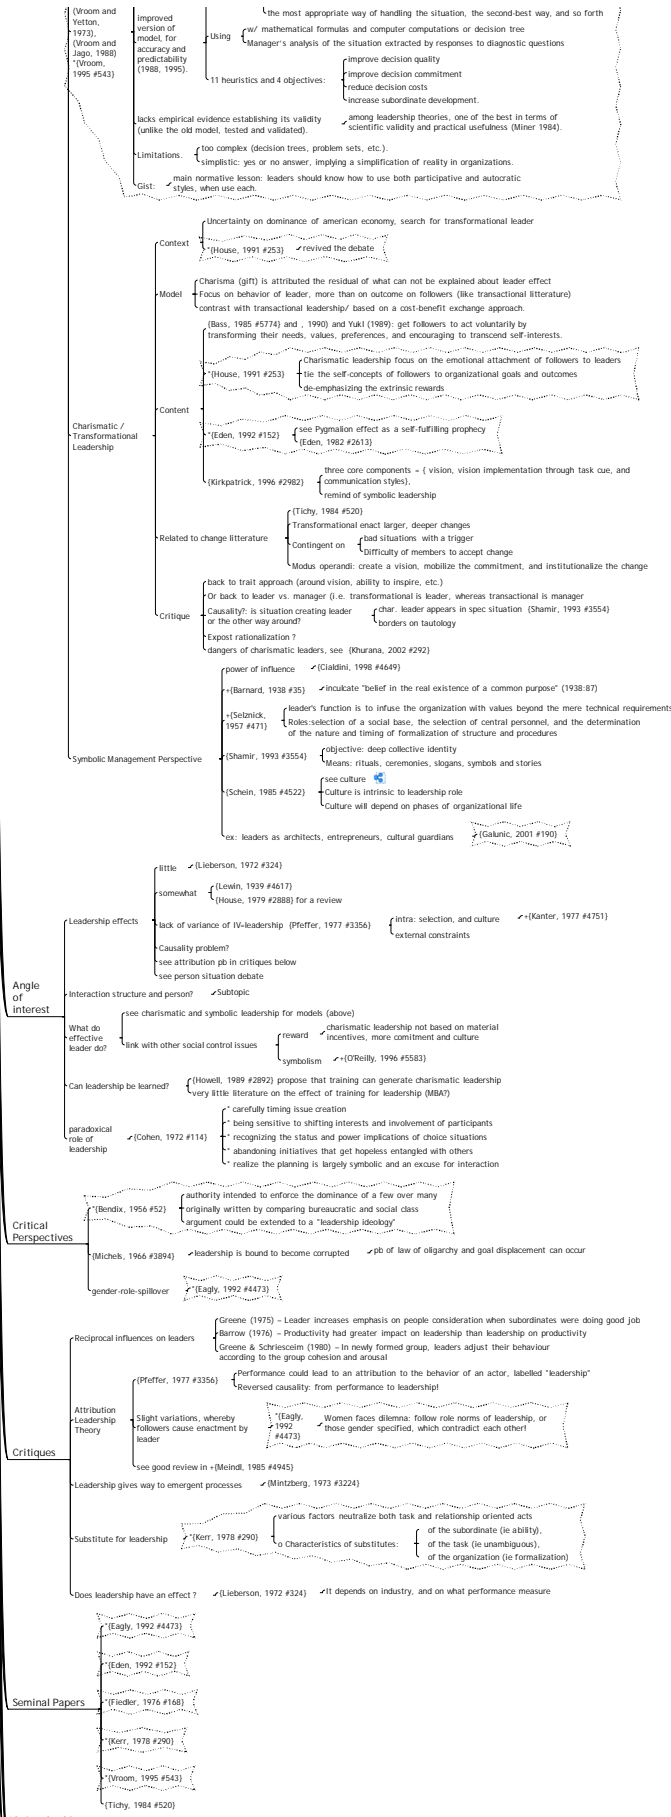 the most appropriate way of handling the situation, the second-best way, and so forth
(Vroom and
Yetton,
1973),
(Vroom and
Jago, 1988)
*{Vroom,
1995 #543}
improved
version of
model, for
accuracy and
predictability
(1988, 1995).
Using
w/ mathematical formulas and computer computations or decision tree
Manager's analysis of the situation extracted by responses to diagnostic questions
11 heuristics and 4 objectives:
improve decision quality
improve decision commitment
reduce decision costs
increase subordinate development.
lacks empirical evidence establishing its validity
(unlike the old model, tested and validated).
among leadership theories, one of the best in terms of
scientific validity and practical usefulness (Miner 1984).
Limitations.
too complex (decision trees, problem sets, etc.).
simplistic: yes or no answer, implying a simplification of reality in organizations.
Gist:
main normative lesson: leaders should know how to use both participative and autocratic
styles, when use each.
Charismatic /
Transformational
Leadership
Context
Uncertainty on dominance of american economy, search for transformational leader
*{House, 1991 #253}
revived the debate
Model
Charisma (gift) is attributed the residual of what can not be explained about leader effect
Focus on behavior of leader, more than on outcome on followers (like transactional litterature)
contrast with transactional leadership/ based on a cost-benefit exchange approach.
Content
{Bass, 1985 #5774} and , 1990) and Yukl (1989): get followers to act voluntarily by
transforming their needs, values, preferences, and encouraging to transcend self-interests.
*{House, 1991 #253}
Charismatic leadership focus on the emotional attachment of followers to leaders
tie the self-concepts of followers to organizational goals and outcomes
de-emphasizing the extrinsic rewards
*{Eden, 1992 #152}
see Pygmalion effect as a self-fulfilling prophecy
{Eden, 1982 #2613}
{Kirkpatrick, 1996 #2982}
three core components = { vision, vision implementation through task cue, and
communication styles},
remind of symbolic leadership
Related to change litterature
{Tichy, 1984 #520}
Transformational enact larger, deeper changes
Contingent on
bad situations with a trigger
Difficulty of members to accept change
Modus operandi: create a vision, mobilize the commitment, and institutionalize the change
Critique
back to trait approach (around vision, ability to inspire, etc.)
Or back to leader vs. manager (i.e. transformational is leader, whereas transactional is manager
Causality?: is situation creating leader
or the other way around?
char. leader appears in spec situation {Shamir, 1993 #3554}
borders on tautology
Expost rationalization ?
dangers of charismatic leaders, see {Khurana, 2002 #292}
Symbolic Management Perspective
power of influence
{Cialdini, 1998 #4649}
+{Barnard, 1938 #35}
inculcate "belief in the real existence of a common purpose" (1938:87)
+{Selznick,
1957 #471}
leader's function is to infuse the organization with values beyond the mere technical requirements
Roles:selection of a social base, the selection of central personnel, and the determination
of the nature and timing of formalization of structure and procedures
{Shamir, 1993 #3554}
objective: deep collective identity
Means: rituals, ceremonies, slogans, symbols and stories
{Schein, 1985 #4522}
see culture
Culture is intrinsic to leadership role
Culture will depend on phases of organizational life
ex: leaders as architects, entrepreneurs, cultural guardians
{Galunic, 2001 #190}
Angle
of
interest
Leadership effects
little
{Lieberson, 1972 #324}
somewhat
{Lewin, 1939 #4617}
{House, 1979 #2888} for a review
lack of variance of IV=leadership {Pfeffer, 1977 #3356}
intra: selection, and culture
+{Kanter, 1977 #4751}
external constraints
Causality problem?
see attribution pb in critiques below
see person situation debate
Interaction structure and person?
Subtopic
What do
effective
leader do?
see charismatic and symbolic leadership for models (above)
link with other social control issues
reward
charismatic leadership not based on material
incentives, more comitment and culture
symbolism
+{O'Reilly, 1996 #5583}
Can leadership be learned?
{Howell, 1989 #2892} propose that training can generate charismatic leadership
very little literature on the effect of training for leadership (MBA?)
paradoxical
role of
leadership
{Cohen, 1972 #114}
* carefully timing issue creation
* being sensitive to shifting interests and involvement of participants
* recognizing the status and power implications of choice situations
* abandoning initiatives that get hopeless entangled with others
* realize the planning is largely symbolic and an excuse for interaction
Critical
Perspectives
*{Bendix, 1956 #52}
authority intended to enforce the dominance of a few over many
originally written by comparing bureaucratic and social class
argument could be extended to a "leadership ideology"
{Michels, 1966 #3894}
leadership is bound to become corrupted
pb of law of oligarchy and goal displacement can occur
gender-role-spillover
*{Eagly, 1992 #4473}
Critiques
Reciprocal influences on leaders
Greene (1975) – Leader increases emphasis on people consideration when subordinates were doing good job
Barrow (1976) – Productivity had greater impact on leadership than leadership on productivity
Greene & Schriesceim (1980) – In newly formed group, leaders adjust their behaviour
according to the group cohesion and arousal
Attribution
Leadership
Theory
{Pfeffer, 1977 #3356}
Performance could lead to an attribution to the behavior of an actor, labelled "leadership"
Reversed causality: from performance to leadership!
Slight variations, whereby
followers cause enactment by
leader
*{Eagly,
1992
#4473}
Women faces dilemna: follow role norms of leadership, or
those gender specified, which contradict each other!
see good review in +{Meindl, 1985 #4945}
Leadership gives way to emergent processes
{Mintzberg, 1973 #3224}
Substitute for leadership
*{Kerr, 1978 #290}
various factors neutralize both task and relationship oriented acts
o Characteristics of substitutes:
of the subordinate (ie ability),
of the task (ie unambiguous),
of the organization (ie formalization)
Does leadership have an effect ?
{Lieberson, 1972 #324}
It depends on industry, and on what performance measure
Seminal Papers
*{Eagly, 1992 #4473}
*{Eden, 1992 #152}
*{Fiedler, 1976 #168}
*{Kerr, 1978 #290}
*{Vroom, 1995 #543}
{Tichy, 1984 #520}